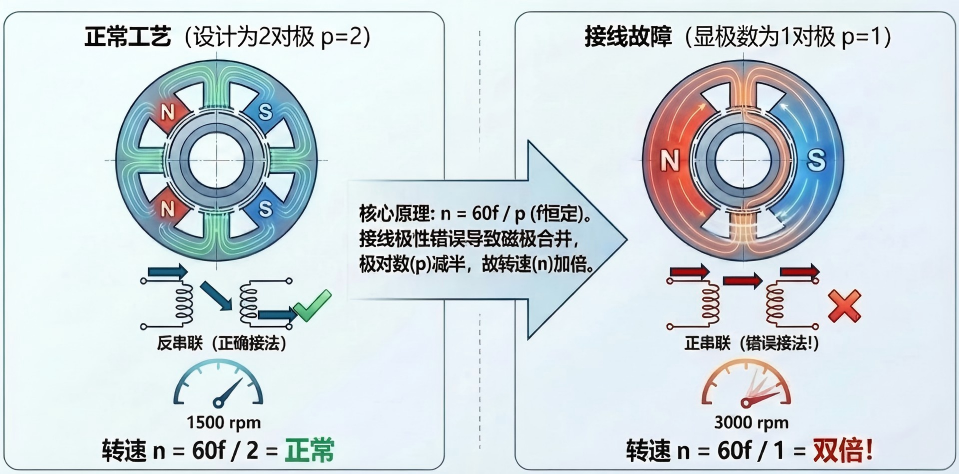 正常工艺（设计为2对极 p=2）
N
S
N
S
反串联（正确接法）
1500 rpm
转速 n = 60f / 2 = 正常
核心原理: n = 60f / p (f恒定)。
接线极性错误导致磁极合并，
极对数(p)减半，故转速(n)加倍。
接线故障（显极数为1对极 p=1）
N
S
正串联（错误接法!）
3000 rpm
转速 n = 60f / 1 = 双倍!